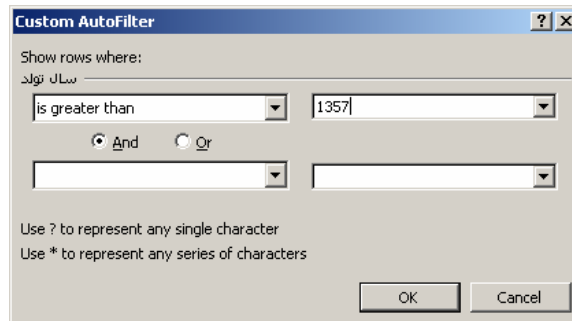 Custom AutoFilter
Show rows where:
سال تولد
is greater than 1357
And Or
Use ? to represent any single character
Use * to represent any series of characters
OK Cancel